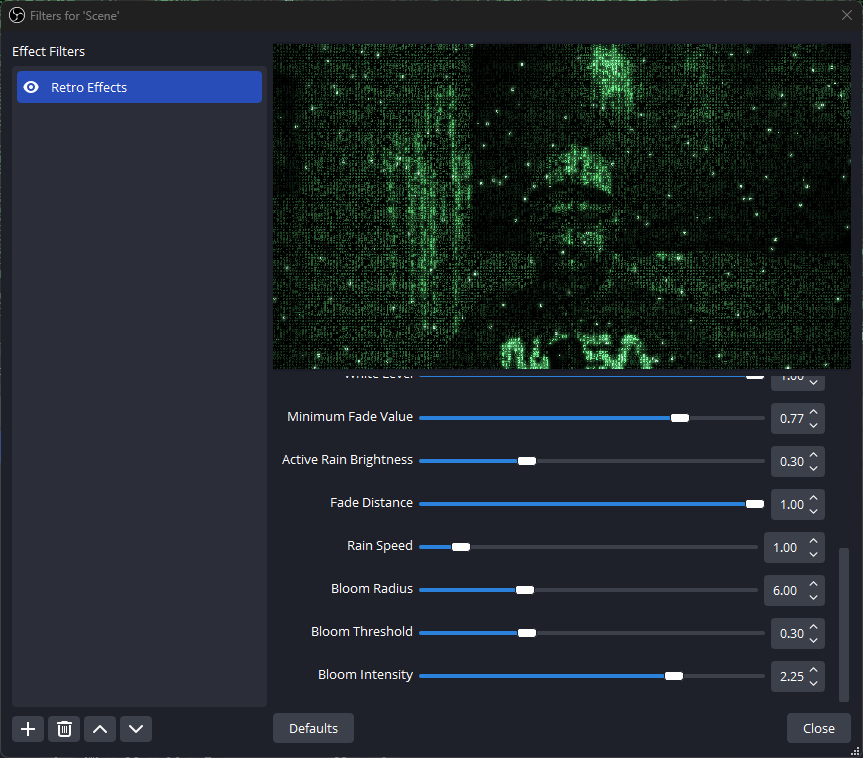 Filters for 'Scene'
Effect Filters
Retro Effects
White Level 1.00
Minimum Fade Value 0.77
Active Rain Brightness 0.30
Fade Distance 1.00
Rain Speed 1.00
Bloom Radius 6.00
Bloom Threshold 0.30
Bloom Intensity 2.25
Defaults
Close